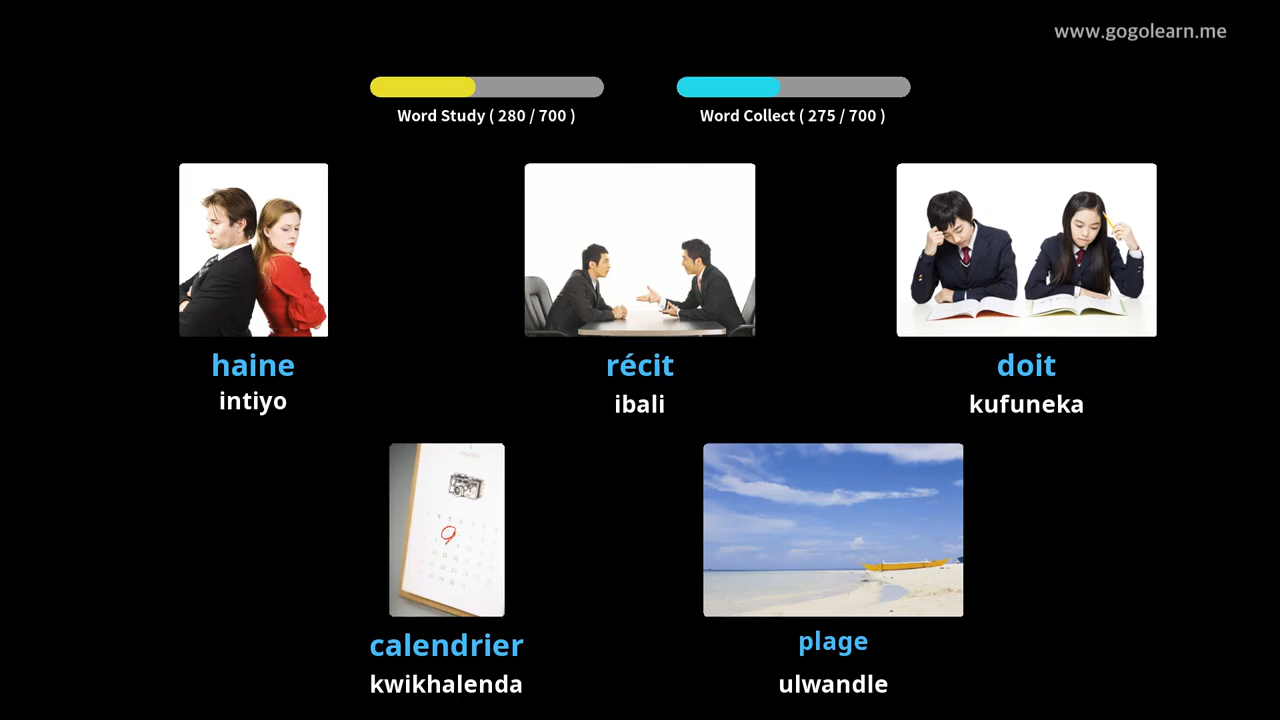 www.gogolearn.me
Word Study ( 280 / 700 )
Word Collect ( 275 / 700 )
haine
intiyo
récit
ibali
doit
kufuneka
calendrier
kwikhalenda
plage
ulwandle